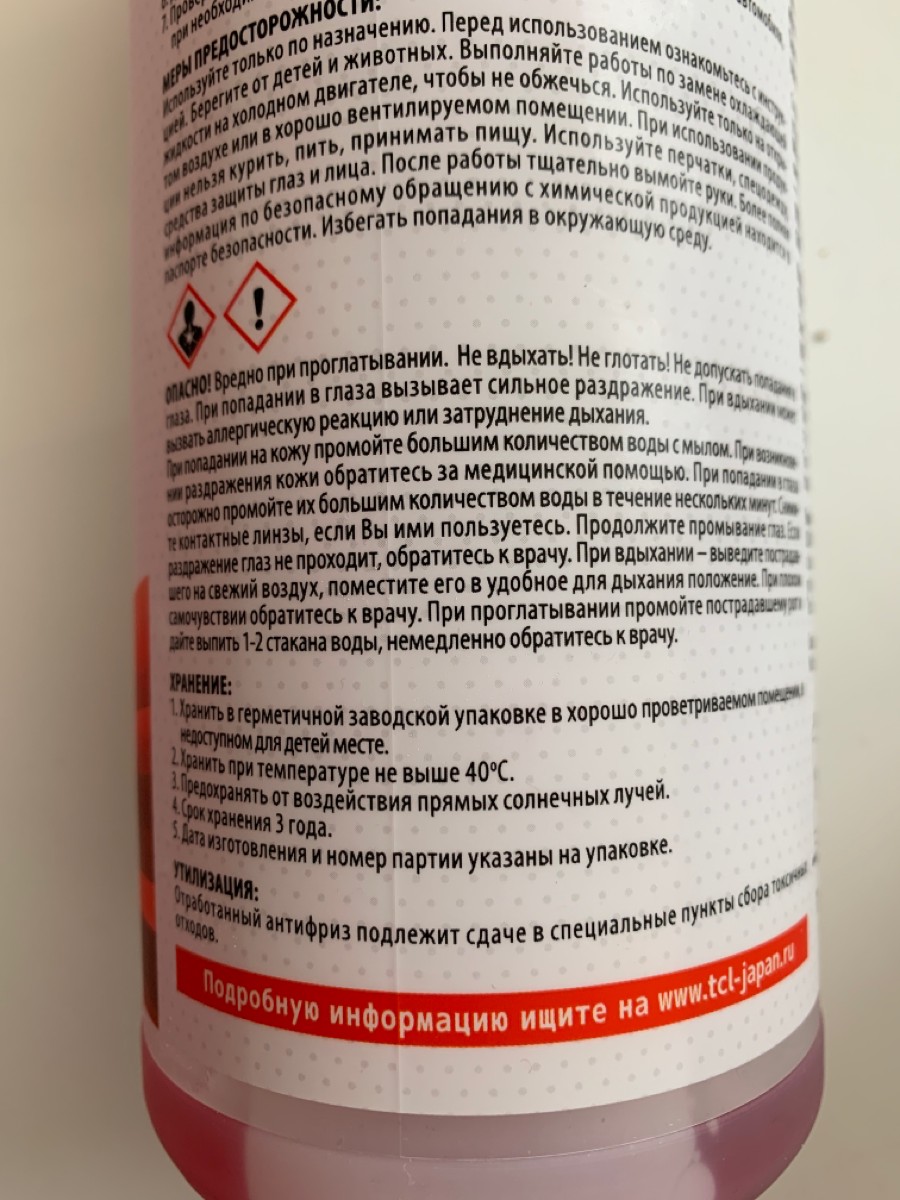 7. Прове
при необходи
автомобиле
МЕРЫ ПРЕДОСТОРОЖНОСТИ:
Используйте только по назначению. Перед использованием ознакомьтесь с инструк-
цией. Берегите от детей и животных. Выполняйте работы по замене охлаждающей
жидкости на холодном двигателе, чтобы не обжечься. Используйте только на откры-
том воздухе или в хорошо вентилируемом помещении. При использовании продук-
ции нельзя курить, пить, принимать пищу. Используйте перчатки, спецодежду,
средства защиты глаз и лица. После работы тщательно вымойте руки. Более полная
информация по безопасному обращению с химической продукцией находится в
паспорте безопасности. Избегать попадания в окружающую среду.
ОПАСНО! Вредно при проглатывании. Не вдыхать! Не глотать! Не допускать попадания в
глаза. При попадании в глаза вызывает сильное раздражение. При вдыхании может
вызвать аллергическую реакцию или затруднение дыхания.
При попадании на кожу промойте большим количеством воды с мылом. При возникнове-
нии раздражения кожи обратитесь за медицинской помощью. При попадании в глаза
осторожно промойте их большим количеством воды в течение нескольких минут. Сними-
те контактные линзы, если Вы ими пользуетесь. Продолжите промывание глаз. Если
раздражение глаз не проходит, обратитесь к врачу. При вдыхании – выведите пострадав-
шего на свежий воздух, поместите его в удобное для дыхания положение. При плохом
самочувствии обратитесь к врачу. При проглатывании промойте пострадавшему рот и
дайте выпить 1-2 стакана воды, немедленно обратитесь к врачу.
ХРАНЕНИЕ:
1. Хранить в герметичной заводской упаковке в хорошо проветриваемом помещении, в
недоступном для детей месте.
2. Хранить при температуре не выше 40ºС.
3. Предохранять от воздействия прямых солнечных лучей.
4. Срок хранения 3 года.
5. Дата изготовления и номер партии указаны на упаковке.
УТИЛИЗАЦИЯ:
Отработанный антифриз подлежит сдаче в специальные пункты сбора токсичных
отходов.
Подробную информацию ищите на www.tcl-japan.ru